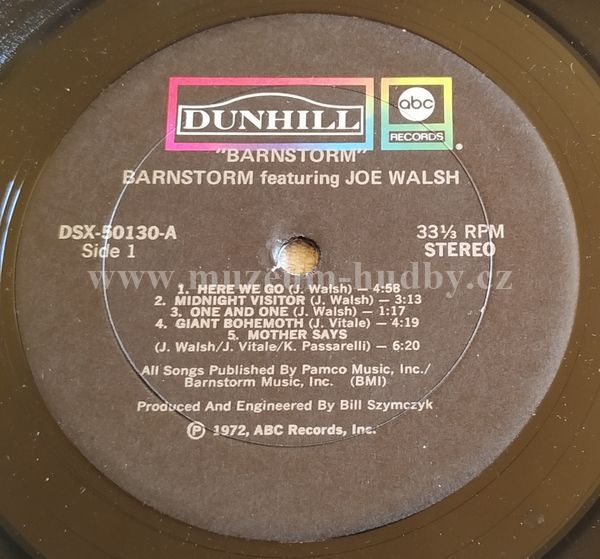 DUNHILL
abc
RECORDS
®
"BARNSTORM"
BARNSTORM featuring JOE WALSH
DSX-50130-A
Side 1
33⅓ RPM
STEREO
www.muzeum-hudby.cz
1. HERE WE GO (J. Walsh) — 4:58
2. MIDNIGHT VISITOR (J. Walsh) — 3:13
3. ONE AND ONE (J. Walsh) — 1:17
4. GIANT BOHEMOTH (J. Vitale) — 4:19
5. MOTHER SAYS
(J. Walsh/J. Vitale/K. Passarelli) — 6:20
All Songs Published By Pamco Music, Inc./
Barnstorm Music, Inc. (BMI)
Produced And Engineered By Bill Szymczyk
℗ 1972, ABC Records, Inc.